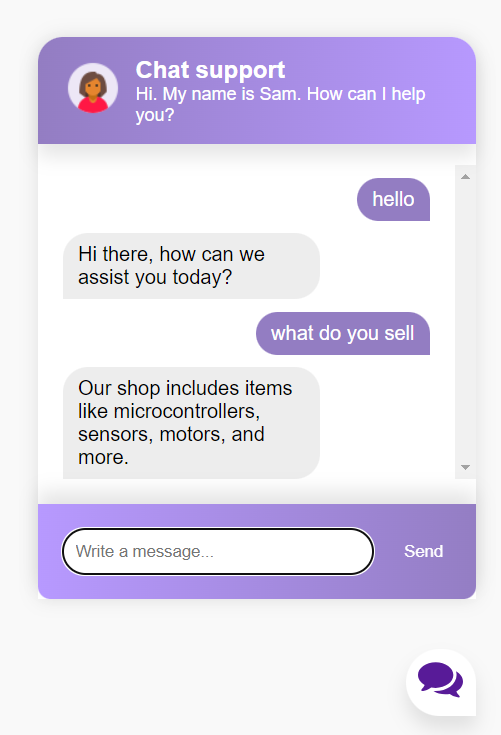 Chat support
Hi. My name is Sam. How can I help
you?
hello
Hi there, how can we
assist you today?
what do you sell
Our shop includes items
like microcontrollers,
sensors, motors, and
more.
Write a message...
Send